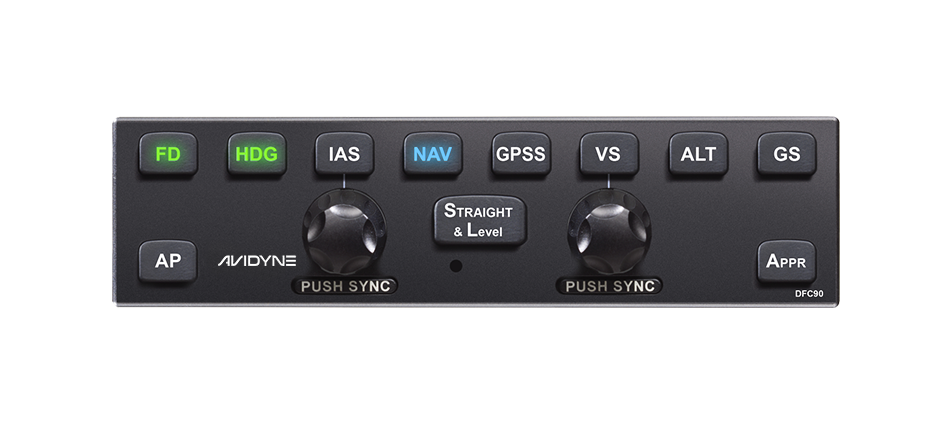 FD HDG IAS NAV GPSS VS ALT GS
STRAIGHT
& Level
AP AVIDYNE APPR
PUSH SYNC PUSH SYNC
DFC90